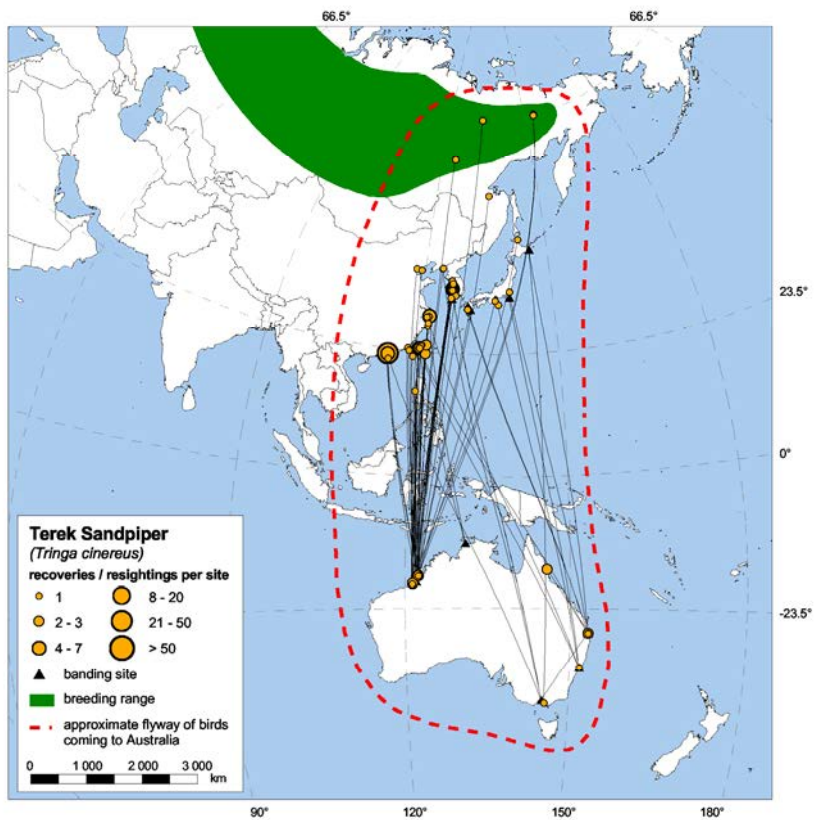 66.5°
66.5°
23.5°
0°
-23.5°
Terek Sandpiper
(Tringa cinereus)
recoveries / resightings per site
1
8 - 20
2 - 3
21 - 50
4 - 7
> 50
banding site
breeding range
approximate flyway of birds
coming to Australia
0
1 000
2 000
3 000
km
90°
120°
150°
180°